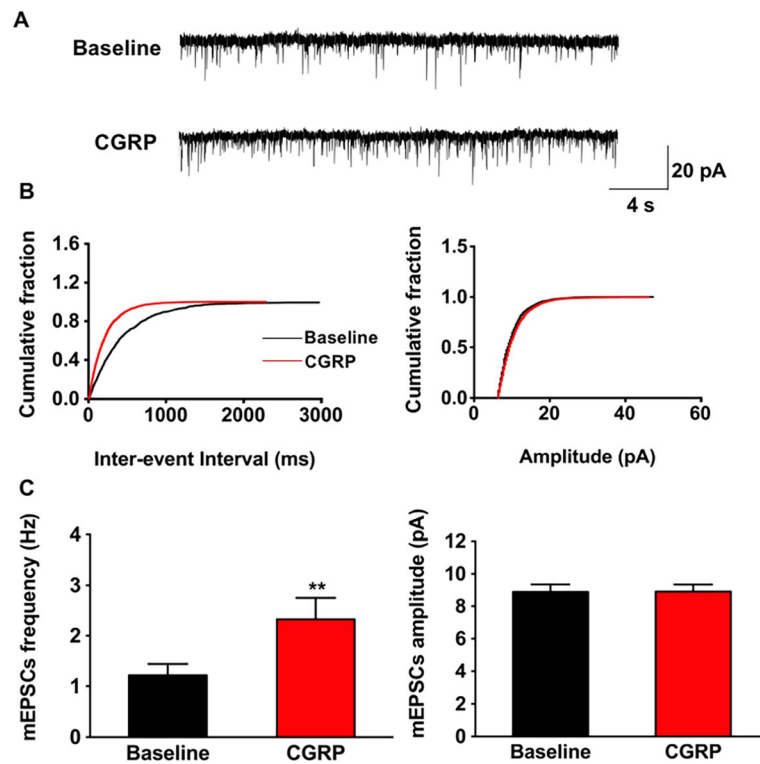 A
Baseline
CGRP
20 pA
4 s
B
Cumulative fraction
1.6
1.2
0.8
0.4
0.0
0
1000
2000
3000
Inter-event Interval (ms)
Baseline
CGRP
Cumulative fraction
1.5
1.0
0.5
0.0
0
20
40
60
Amplitude (pA)
C
mEPSCs frequency (Hz)
4
3
2
1
0
**
Baseline
CGRP
mEPSCs amplitude (pA)
12
10
8
6
4
2
0
Baseline
CGRP